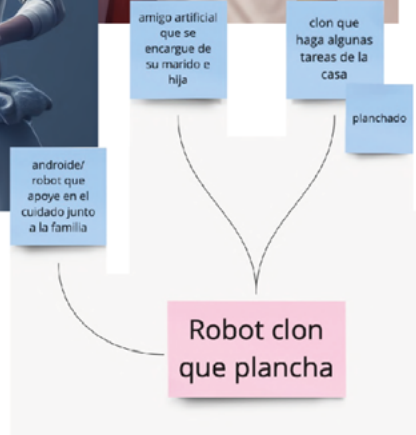 amigo artificial
que se
encargue de
su marido e
hija
clon que
haga algunas
tareas de la
casa
planchado
androide/
robot que
apoye en el
cuidado junto
a la familia
Robot clon
que plancha